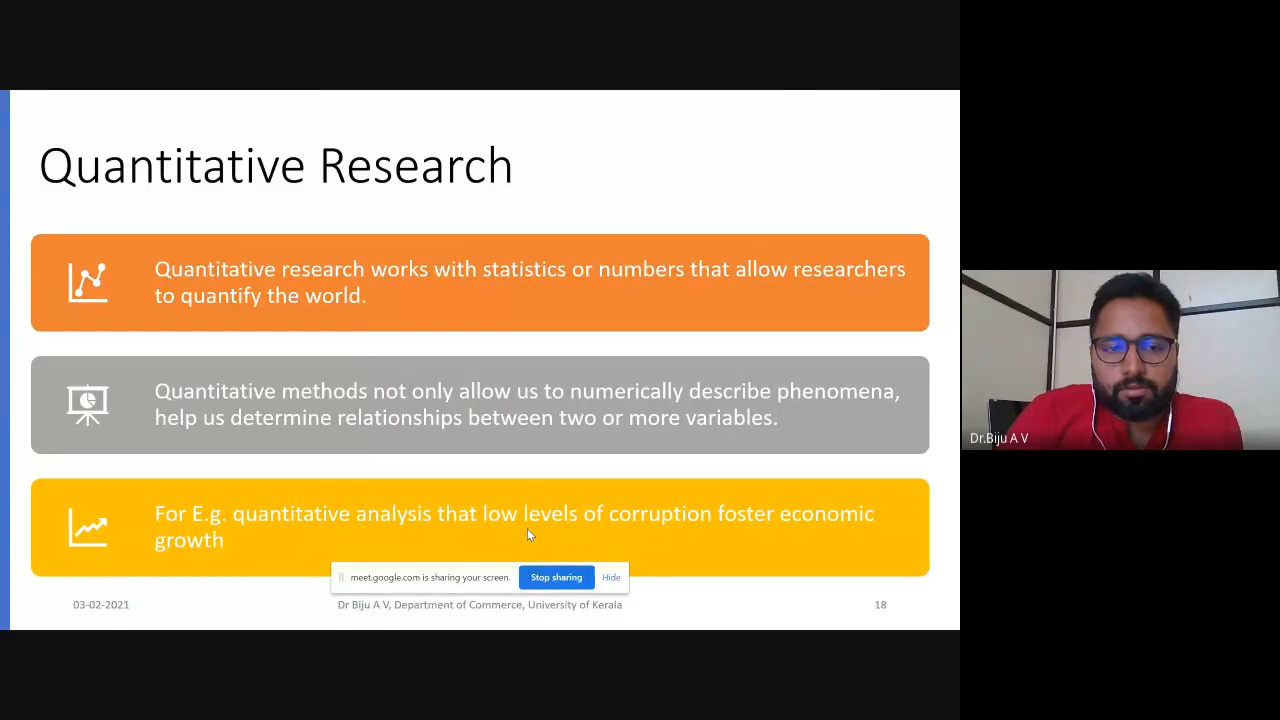 Quantitative Research
Quantitative research works with statistics or numbers that allow researchers
to quantify the world.
Quantitative methods not only allow us to numerically describe phenomena,
help us determine relationships between two or more variables.
For E.g. quantitative analysis that low levels of corruption foster economic
growth
meet.google.com is sharing your screen.
Stop sharing
Hide
03-02-2021
Dr Biju A V, Department of Commerce, University of Kerala
18
Dr.Biju A V